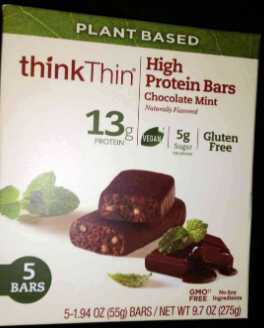 PLANT BASED
thinkThin®
High
Protein Bars
Chocolate Mint
Naturally Flavored
13g
PROTEIN
VEGAN
5g
Sugar
Gluten
Free
5
BARS
GMO
FREE
No Soy
Ingredients
5-1.94 OZ (55g) BARS / NET WT 9.7 OZ (275g)